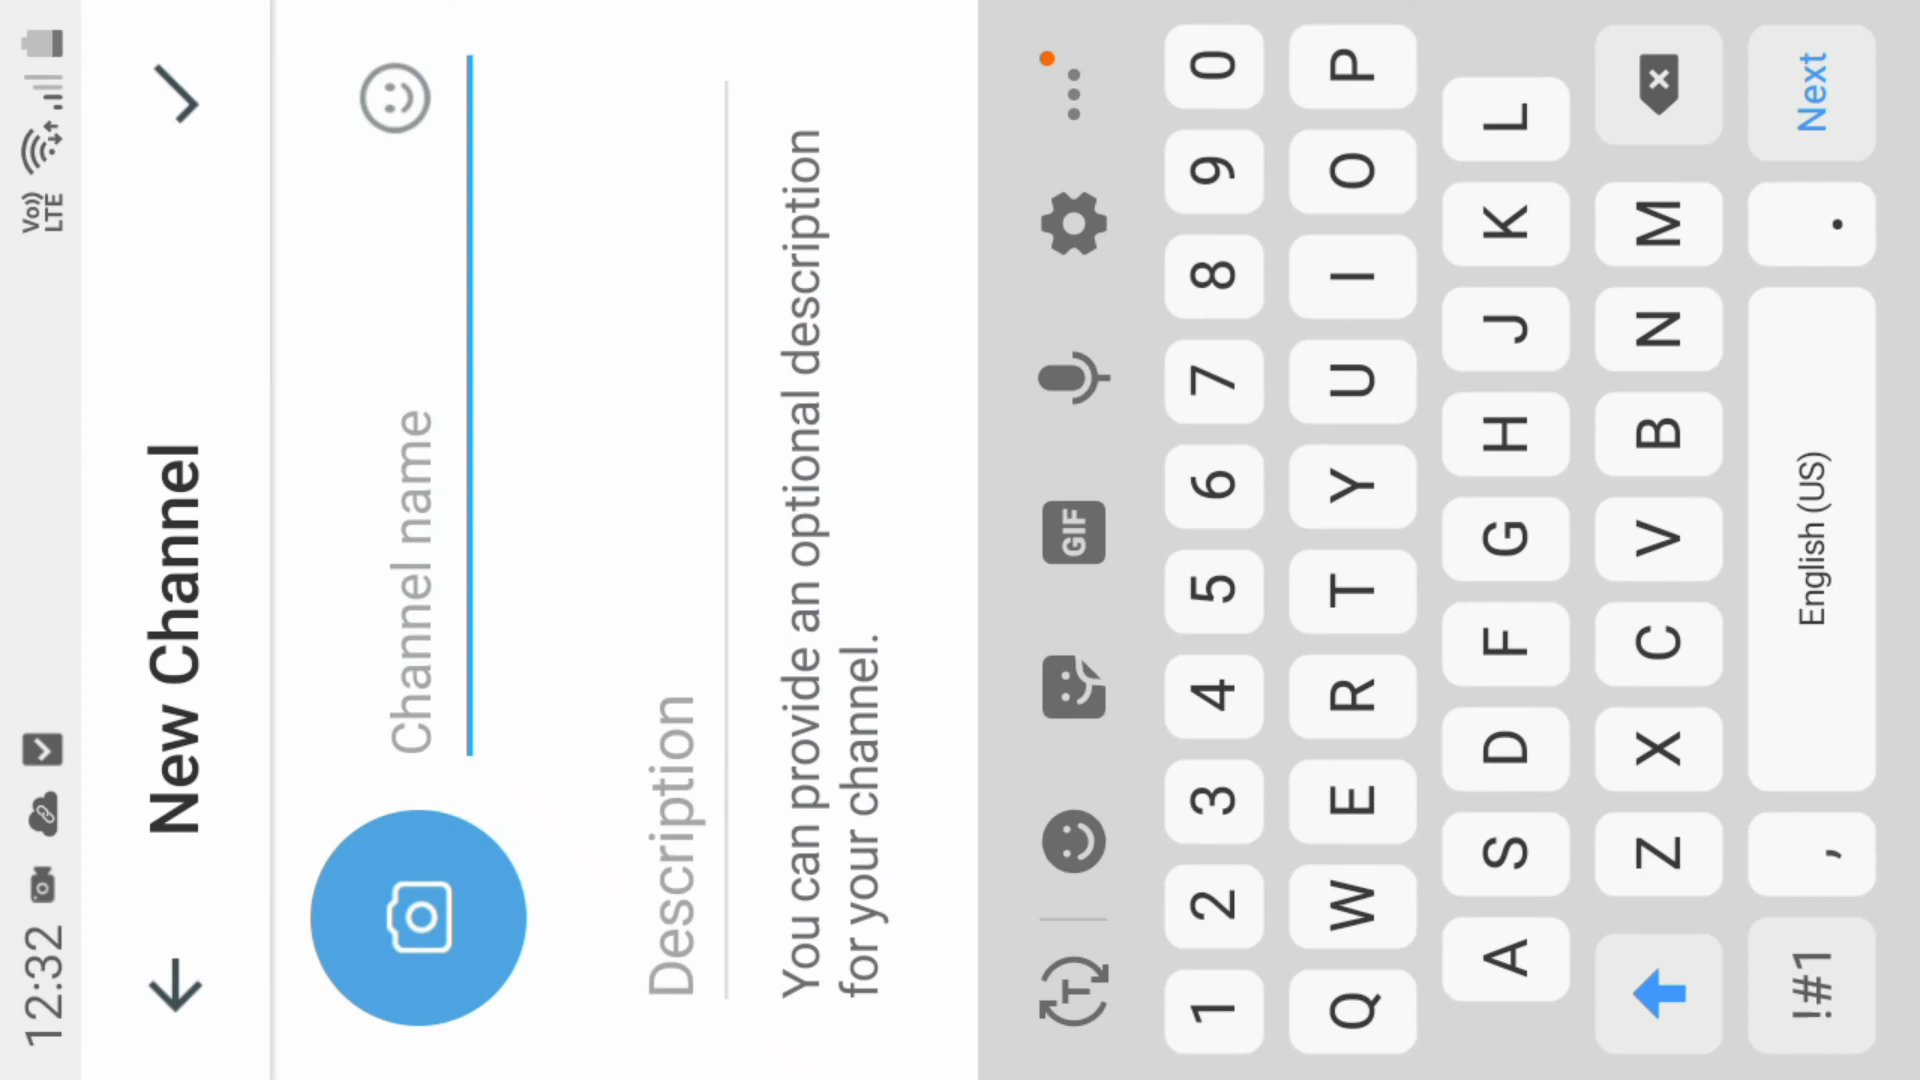 12:32
Vo)) LTE
New Channel
Channel name
Description
You can provide an optional description
for your channel.
T
GIF
1 2 3 4 5 6 7 8 9 0
Q W E R T Y U I O P
A S D F G H J K L
Z X C V B N M
!#1 , English (US) . Next